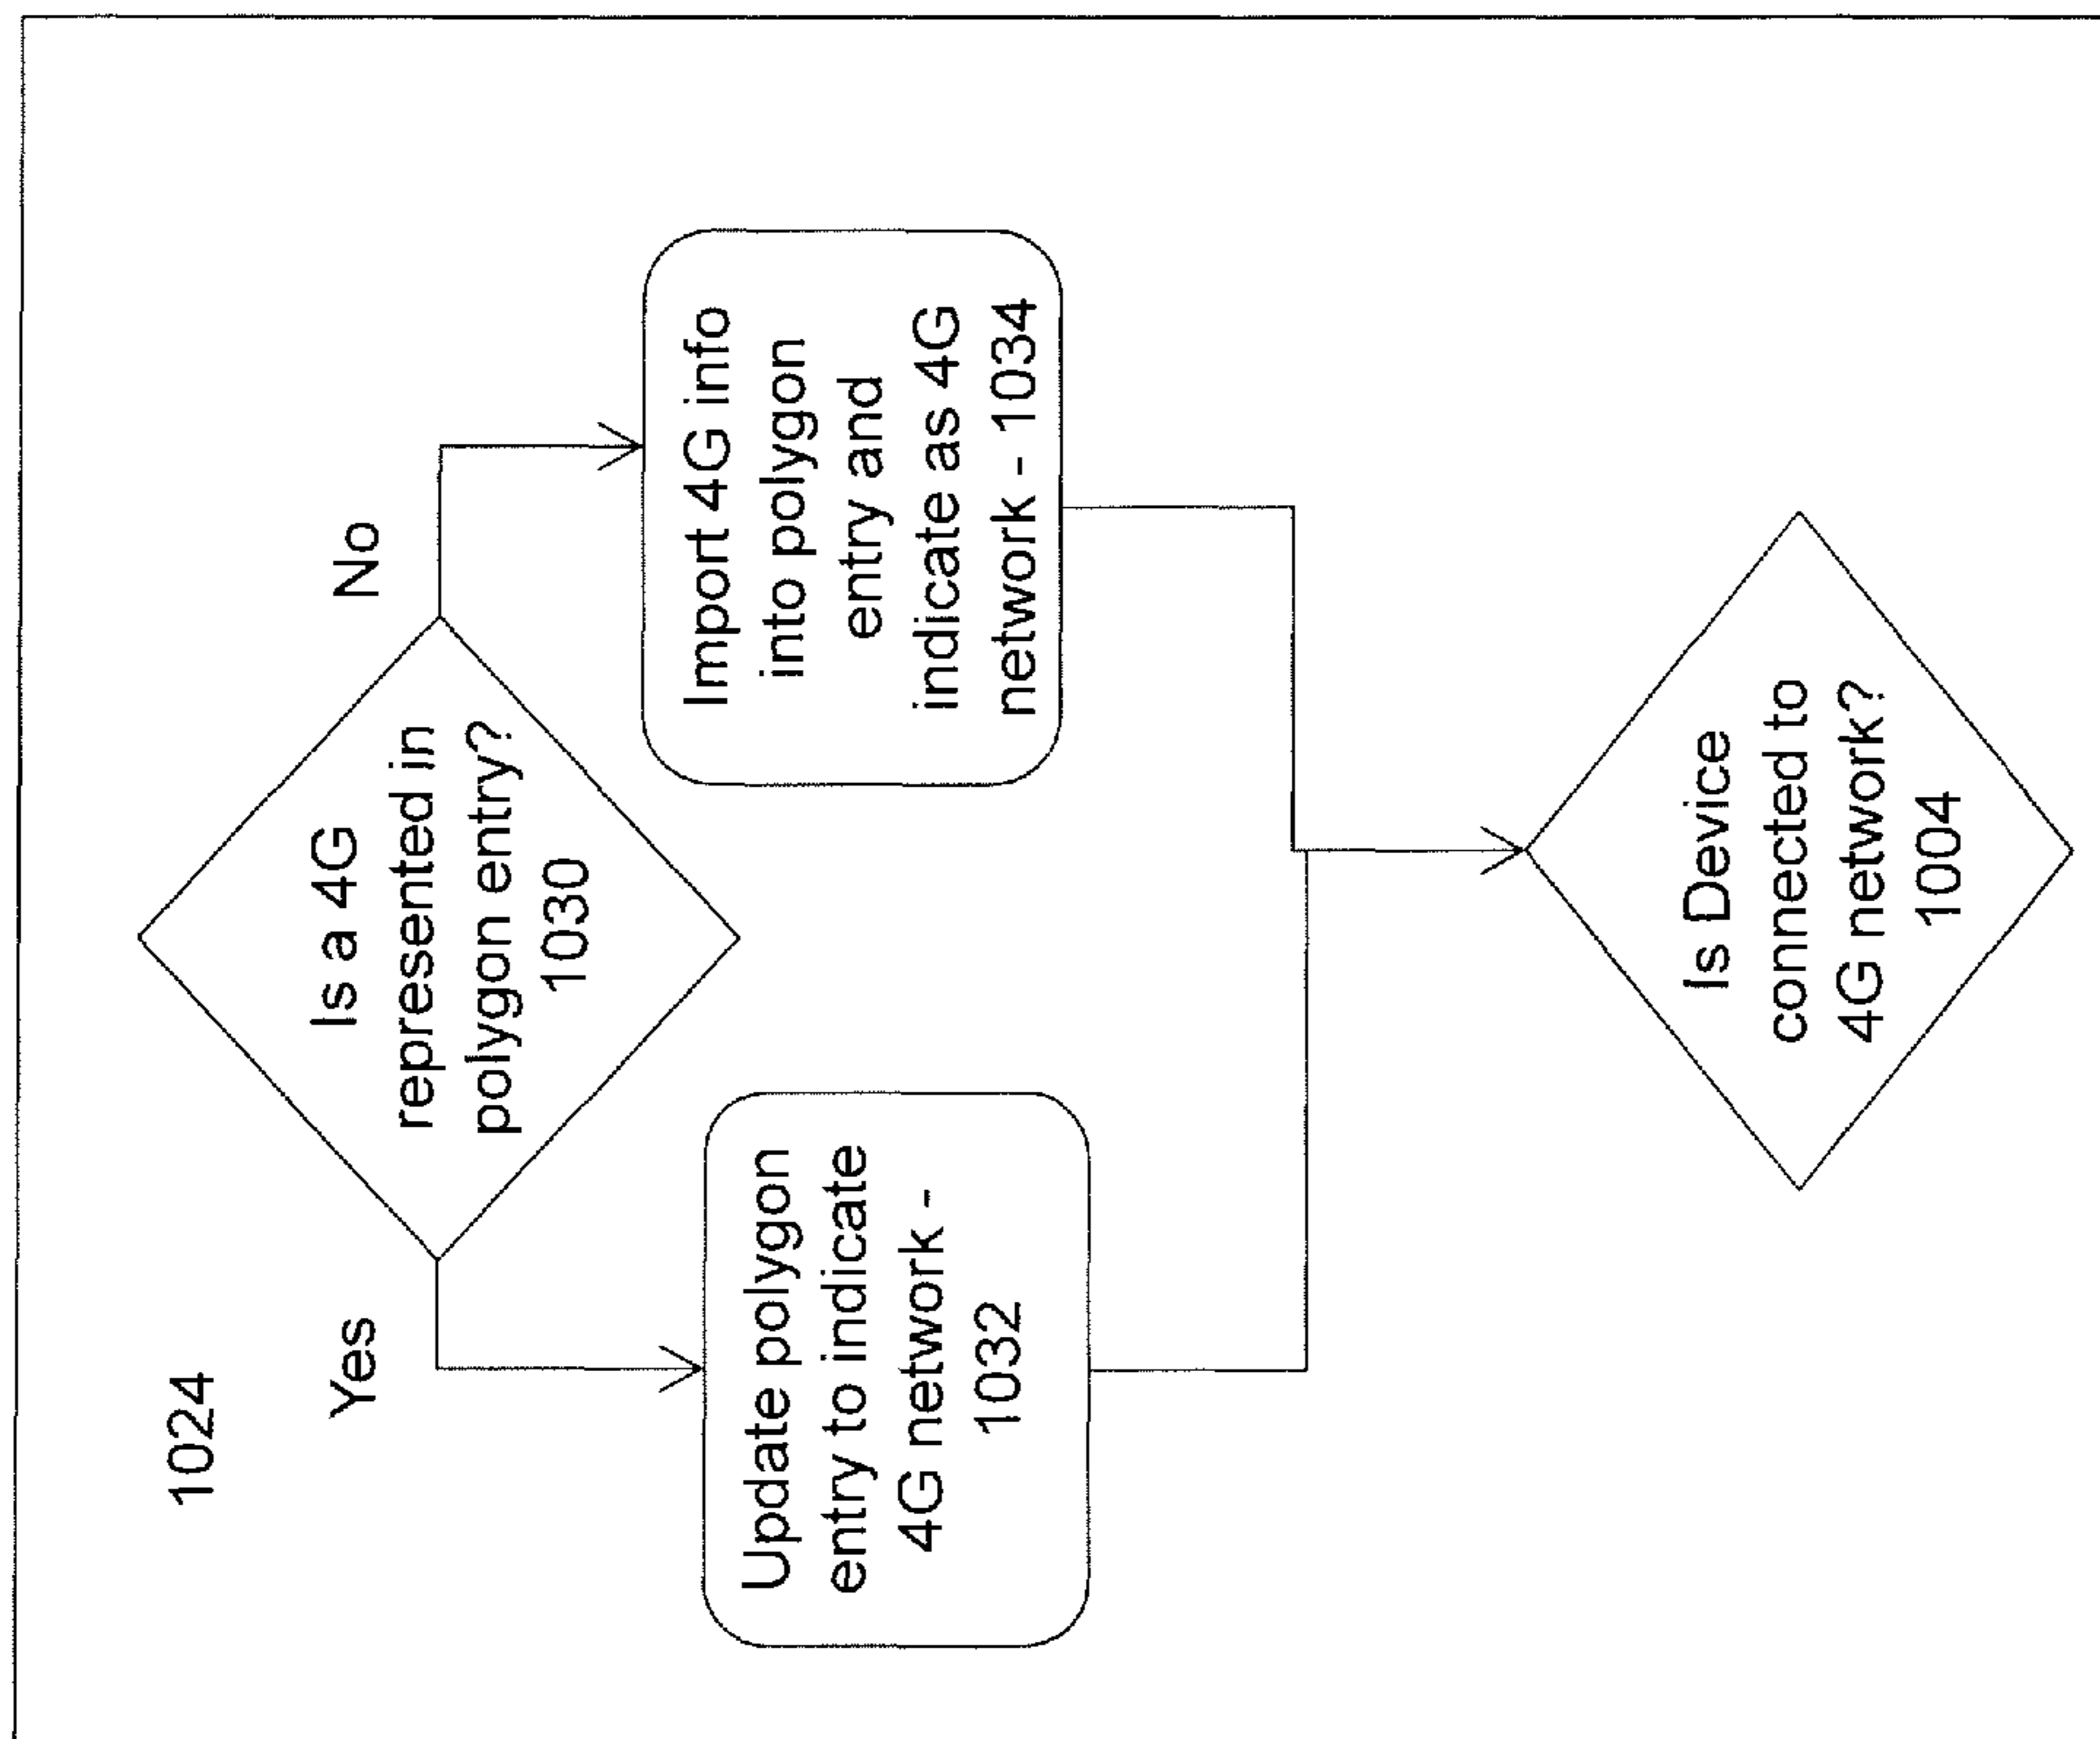 1024
Yes
No
Is a 4G
represented in
polygon entry?
1030
Update polygon
entry to indicate
4G network -
1032
Import 4G info
into polygon
entry and
indicate as 4G
network - 1034
Is Device
connected to
4G network?
1004